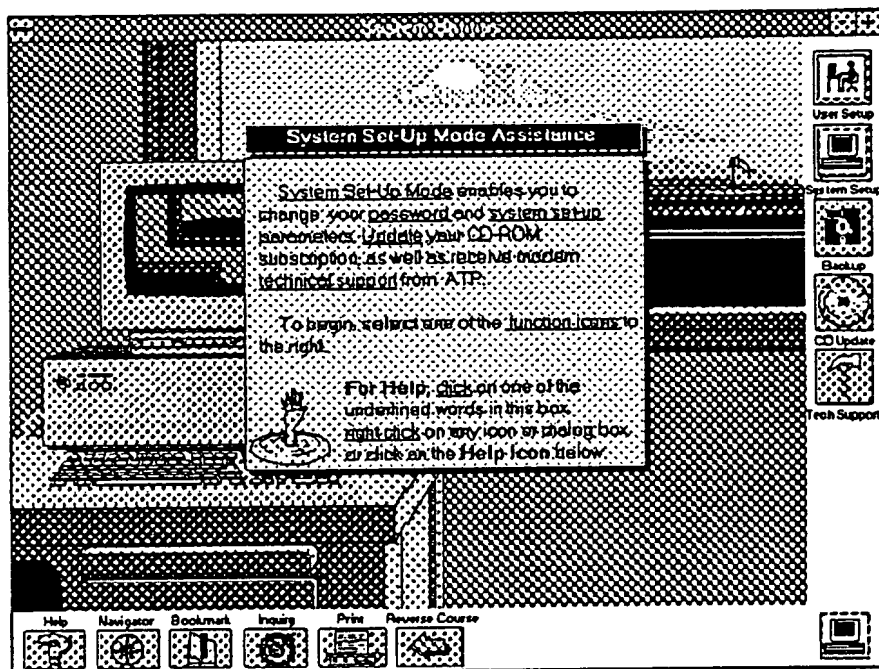 System Utilities
System Set-Up Mode Assistance
System Set-Up Mode enables you to
change your password and system set-up
parameters. Update your CD-ROM
subscription, as well as receive modem
technical support from ATP.
To begin, select one of the function icons to
the right.
For Help, click on one of the
underlined words in this box,
right click on any icon or dialog box,
or click on the Help Icon below
User Setup
System Setup
Backup
CD Update
Tech Support
Help Navigator Bookmark Inquire Print Reverse Course